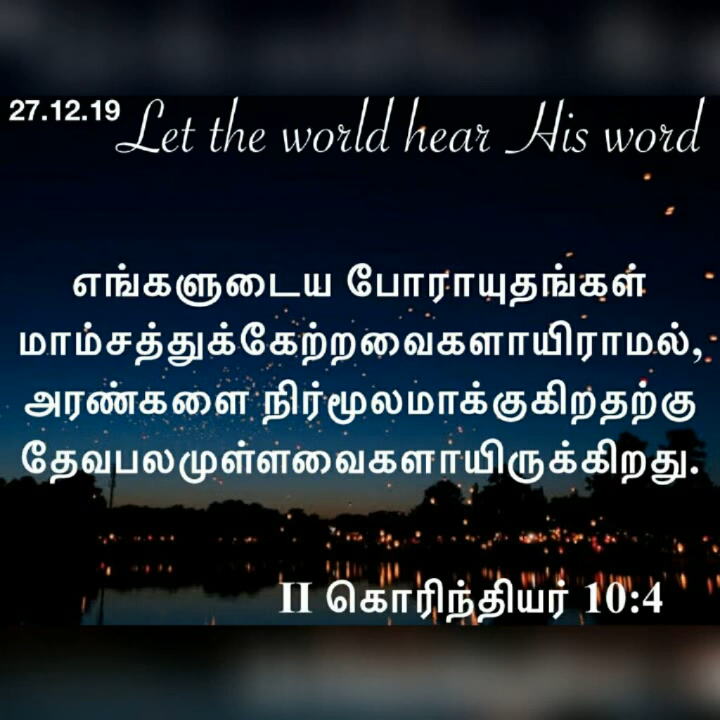 27.12.19 Let the world hear His word
எங்களுடைய போராயுதங்கள்
மாம்சத்துக்கேற்றவைகளாயிராமல்,
அரண்களை நிர்மூலமாக்குகிறதற்கு
தேவபலமுள்ளவைகளாயிருக்கிறது.
II கொரிந்தியர் 10:4